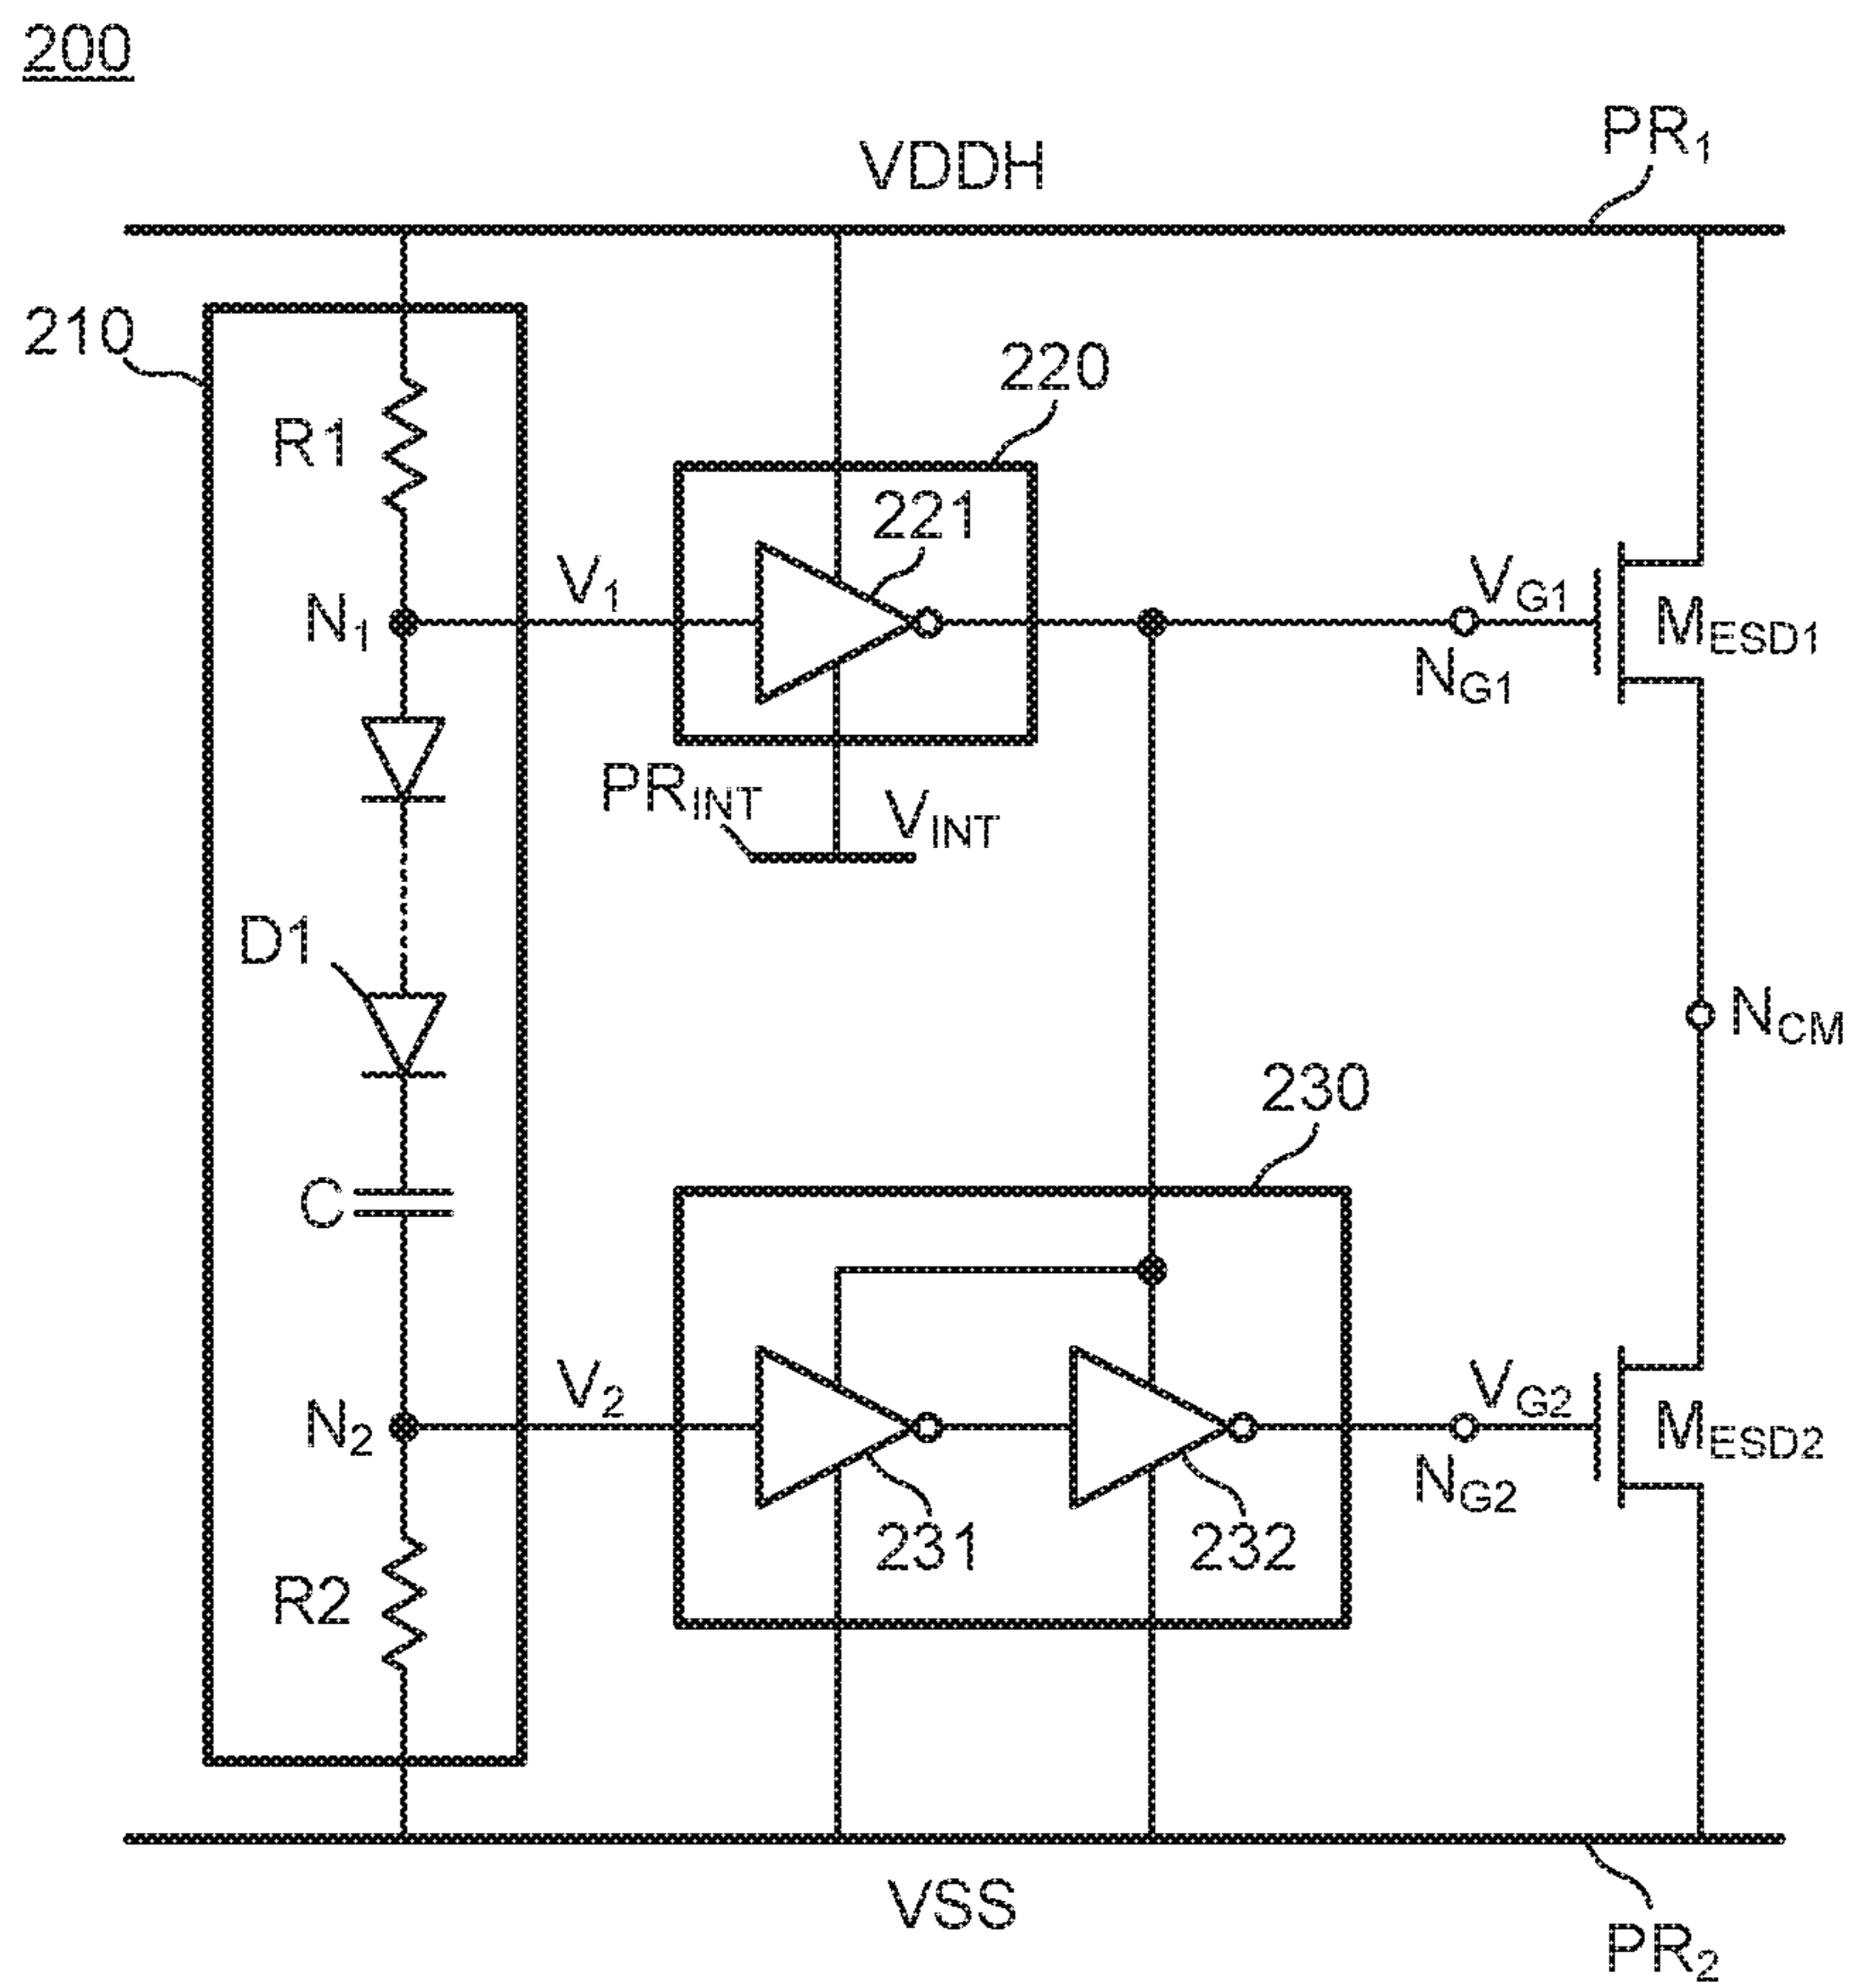 200
VDDH
PR1
210
R1
220
221
N1
V1
VG1
NG1
MESD1
PRINT
VINT
D1
NCM
230
C
N2
V2
VG2
NG2
MESD2
231
232
R2
VSS
PR2